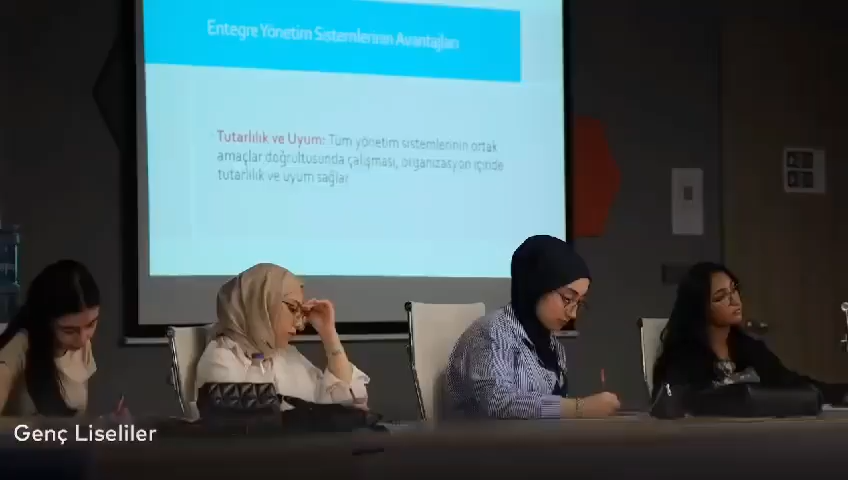 Entegre Yönetim Sistemlerinin Avantajları
Tutarlılık ve Uyum: Tüm yönetim sistemlerinin ortak
amaçlar doğrultusunda çalışması, organizasyon içinde
tutarlılık ve uyum sağlar
Genç Liseliler